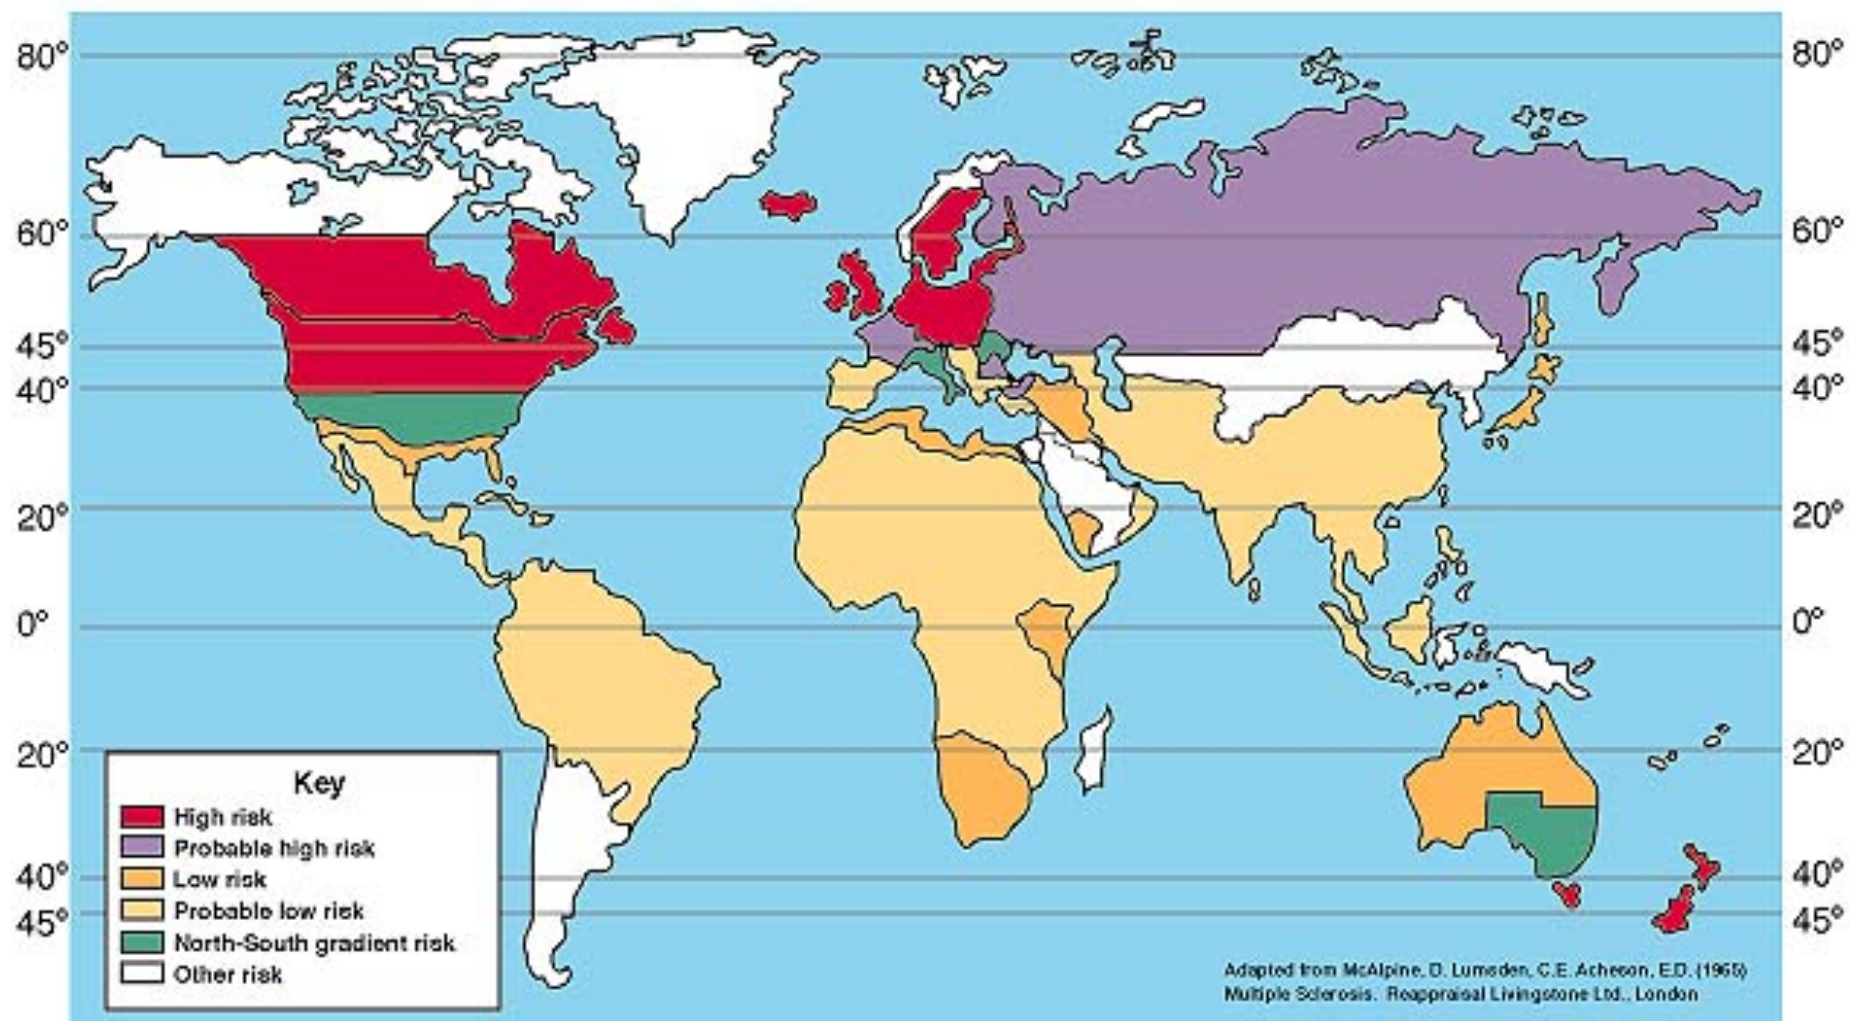 80°
60°
45°
40°
20°
0°
20°
40°
45°
80°
60°
45°
40°
20°
0°
20°
40°
45°
Key
High risk
Probable high risk
Low risk
Probable low risk
North-South gradient risk
Other risk
Adapted from McAlpine, D. Lumsden, C.E. Acheson, E.D. (1965)
Multiple Sclerosis. Reappraisal Livingstone Ltd., London